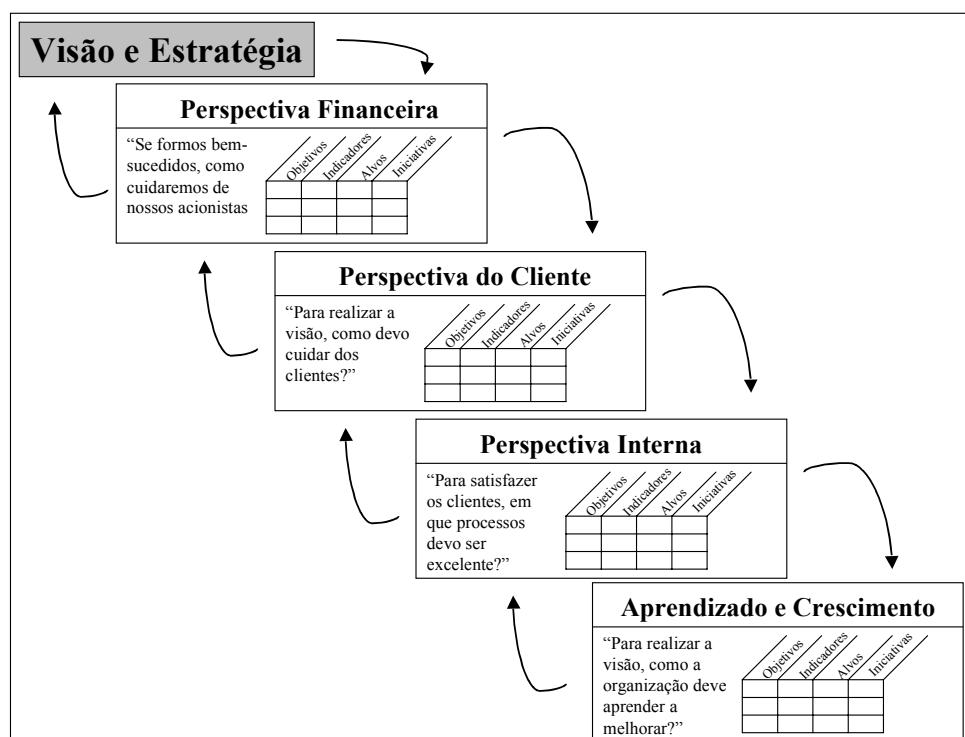 Visão e Estratégia
Perspectiva Financeira
“Se formos bem-
sucedidos, como
cuidaremos de
nossos acionistas
Objetivos
Indicadores
Alvos
Iniciativas
Perspectiva do Cliente
“Para realizar a
visão, como devo
cuidar dos
clientes?”
Objetivos
Indicadores
Alvos
Iniciativas
Perspectiva Interna
“Para satisfazer
os clientes, em
que processos
devo ser
excelente?”
Objetivos
Indicadores
Alvos
Iniciativas
Aprendizado e Crescimento
“Para realizar a
visão, como a
organização deve
aprender a
melhorar?”
Objetivos
Indicadores
Alvos
Iniciativas